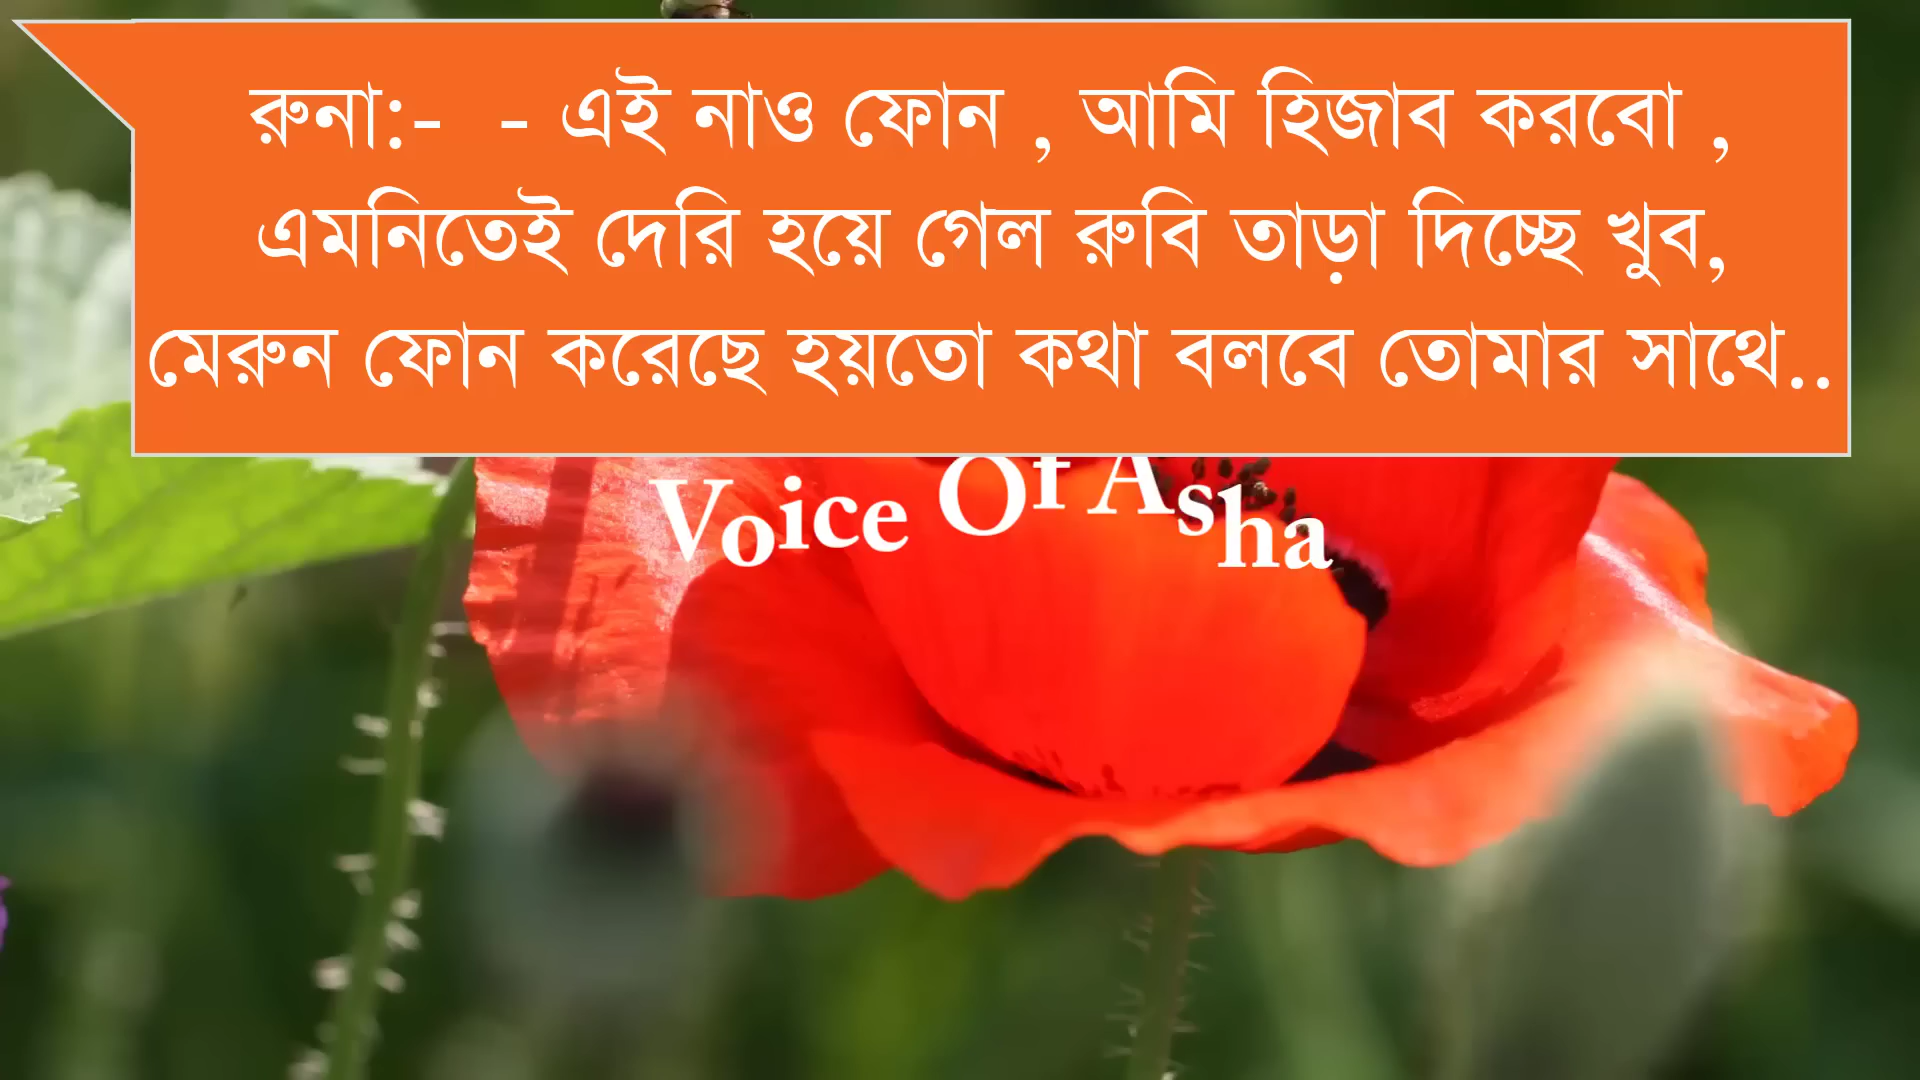 রুনা:-  - এই নাও ফোন , আমি হিজাব করবো ,
এমনিতেই দেরি হয়ে গেল রুবি তাড়া দিচ্ছে খুব,
মেরুন ফোন করেছে হয়তো কথা বলবে তোমার সাথে..
Voice Of Asha